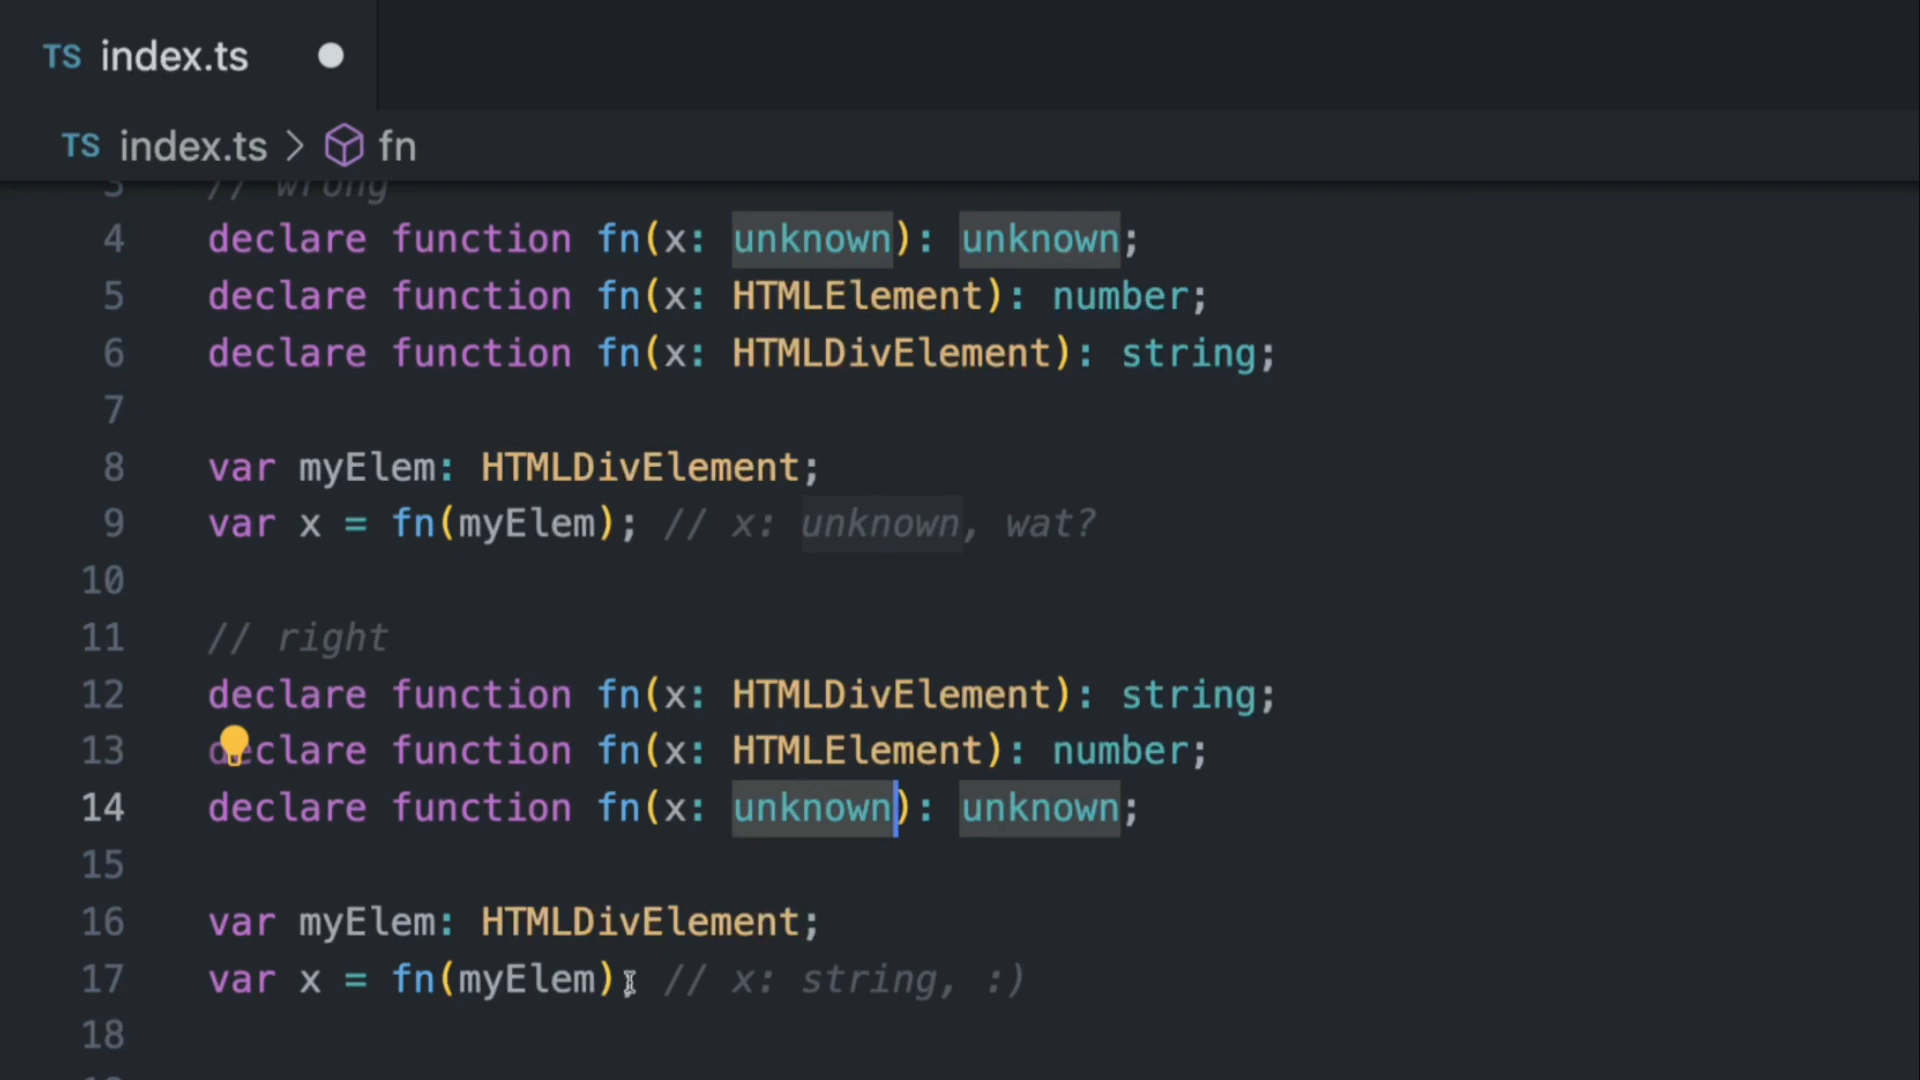 TS index.ts
TS index.ts > fn
3 // wrong
4 declare function fn(x: unknown): unknown;
5 declare function fn(x: HTMLElement): number;
6 declare function fn(x: HTMLDivElement): string;
7
8 var myElem: HTMLDivElement;
9 var x = fn(myElem); // x: unknown, wat?
10
11 // right
12 declare function fn(x: HTMLDivElement): string;
13 declare function fn(x: HTMLElement): number;
14 declare function fn(x: unknown): unknown;
15
16 var myElem: HTMLDivElement;
17 var x = fn(myElem); // x: string, :)
18